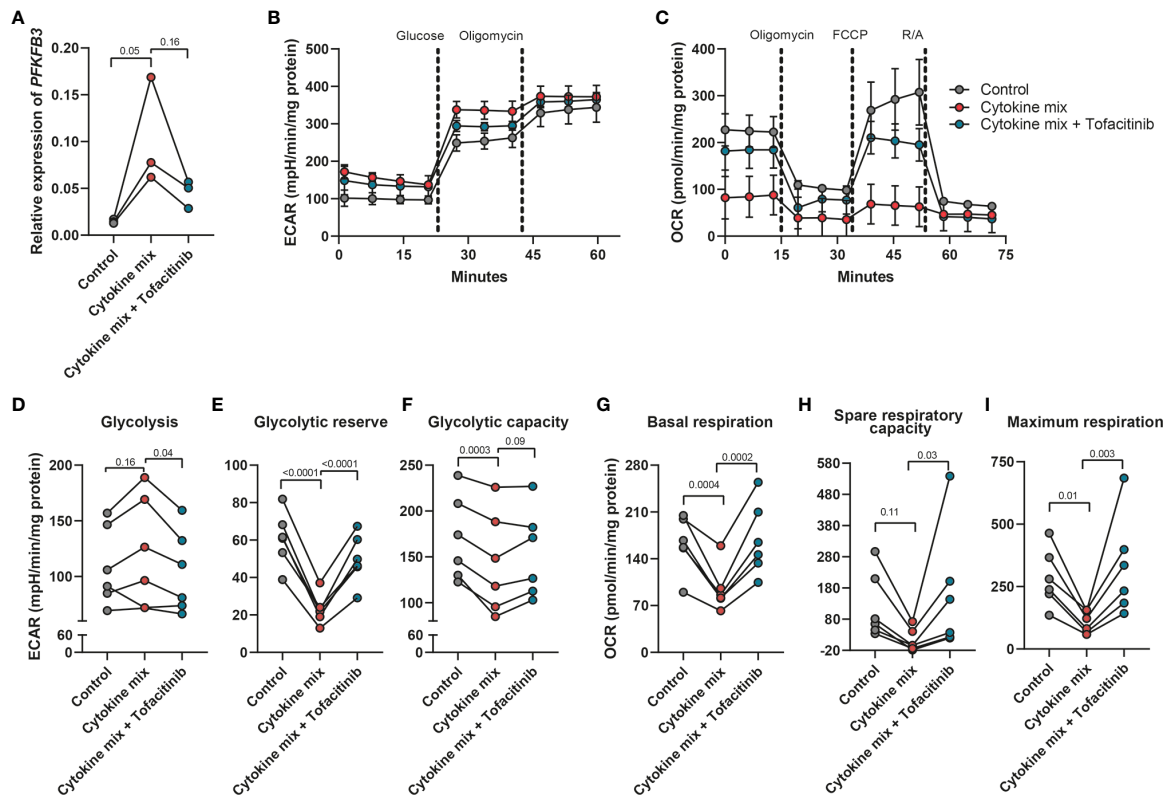 A
Relative expression of PFKFB3
0.20
0.15
0.10
0.05
0.00
0.05
0.16
Control
Cytokine mix
Cytokine mix + Tofacitinib
B
Glucose
Oligomycin
ECAR (mpH/min/mg protein)
500
400
300
200
100
0
0 15 30 45 60
Minutes
C
Oligomycin
FCCP
R/A
OCR (pmol/min/mg protein)
400
300
200
100
0
0 15 30 45 60 75
Minutes
Control
Cytokine mix
Cytokine mix + Tofacitinib
D
Glycolysis
0.16
0.04
ECAR (mpH/min/mg protein)
200
150
100
60
0
Control
Cytokine mix
Cytokine mix + Tofacitinib
E
Glycolytic reserve
<0.0001
<0.0001
100
80
60
40
20
0
Control
Cytokine mix
Cytokine mix + Tofacitinib
F
Glycolytic capacity
0.0003
0.09
250
200
150
100
60
0
Control
Cytokine mix
Cytokine mix + Tofacitinib
G
Basal respiration
0.0004
0.0002
OCR (pmol/min/mg protein)
280
210
140
70
0
Control
Cytokine mix
Cytokine mix + Tofacitinib
H
Spare respiratory
capacity
0.11
0.03
580
480
380
280
180
80
-20
Control
Cytokine mix
Cytokine mix + Tofacitinib
I
Maximum respiration
0.01
0.003
750
500
250
0
Control
Cytokine mix
Cytokine mix + Tofacitinib